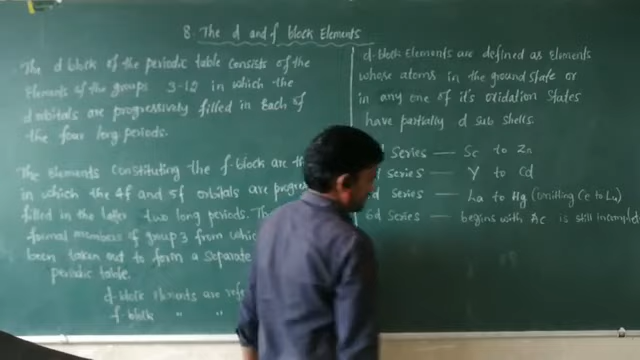 8. The d and f block Elements
The d block of the periodic table consists of the
Elements of the groups 3-12 in which the
d orbitals are progressively filled in each of
the four long periods.
The elements constituting the f-block are th
in which the 4f and 5f orbitals are progre
filled in the later two long periods. Th
formal members of group 3 from whic
been taken out to form a separate
periodic table.
d-block elements are refe
f-block " "
d-block Elements are defined as Elements
whose atoms in the ground state or
in any one of it's oxidation states
have partially d sub shells.
d Series — Sc to Zn
d Series — Y to Cd
d Series — La to Hg (omitting Ce to Lu)
6d Series — begins with Ac is still incomplet